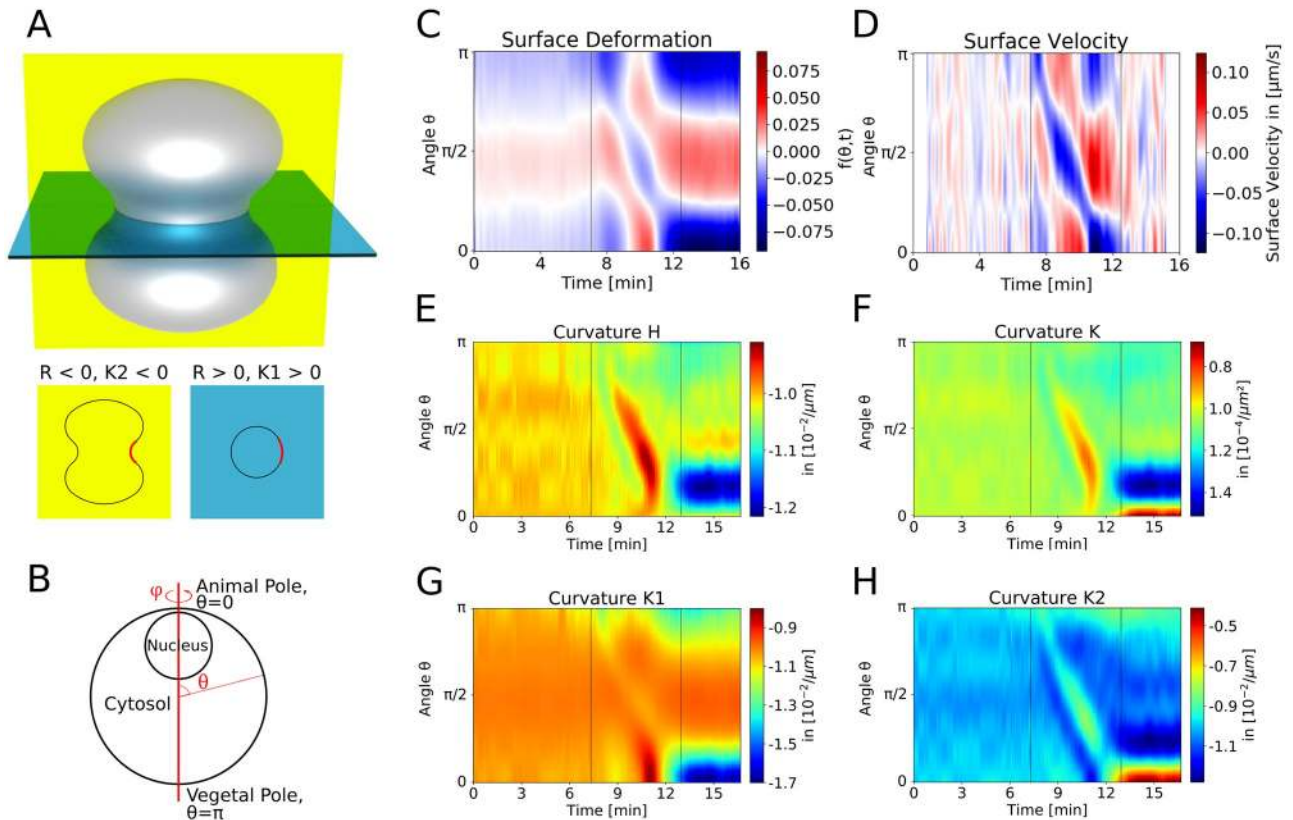 A
R < 0, K2 < 0
R > 0, K1 > 0
B
φ
Animal Pole,
θ=0
Nucleus
θ
Cytosol
Vegetal Pole,
θ=π
C
Surface Deformation
π
π/2
0
Angle θ
0 4 8 12 16
Time [min]
0.075
0.050
0.025
0.000
−0.025
−0.050
−0.075
f(θ,t)
D
Surface Velocity
π
π/2
0
Angle θ
0 4 8 12 16
Time [min]
0.10
0.05
0.00
−0.05
−0.10
Surface Velocity in [μm/s]
E
Curvature H
π
π/2
0
Angle θ
0 3 6 9 12 15
Time [min]
-1.0
-1.1
-1.2
in [10⁻²/μm]
F
Curvature K
π
π/2
0
Angle θ
0 3 6 9 12 15
Time [min]
0.8
1.0
1.2
1.4
in [10⁻⁴/μm²]
G
Curvature K1
π
π/2
0
Angle θ
0 3 6 9 12 15
Time [min]
-0.9
-1.1
-1.3
-1.5
-1.7
in [10⁻²/μm]
H
Curvature K2
π
π/2
0
Angle θ
0 3 6 9 12 15
Time [min]
-0.5
-0.7
-0.9
-1.1
in [10⁻²/μm]